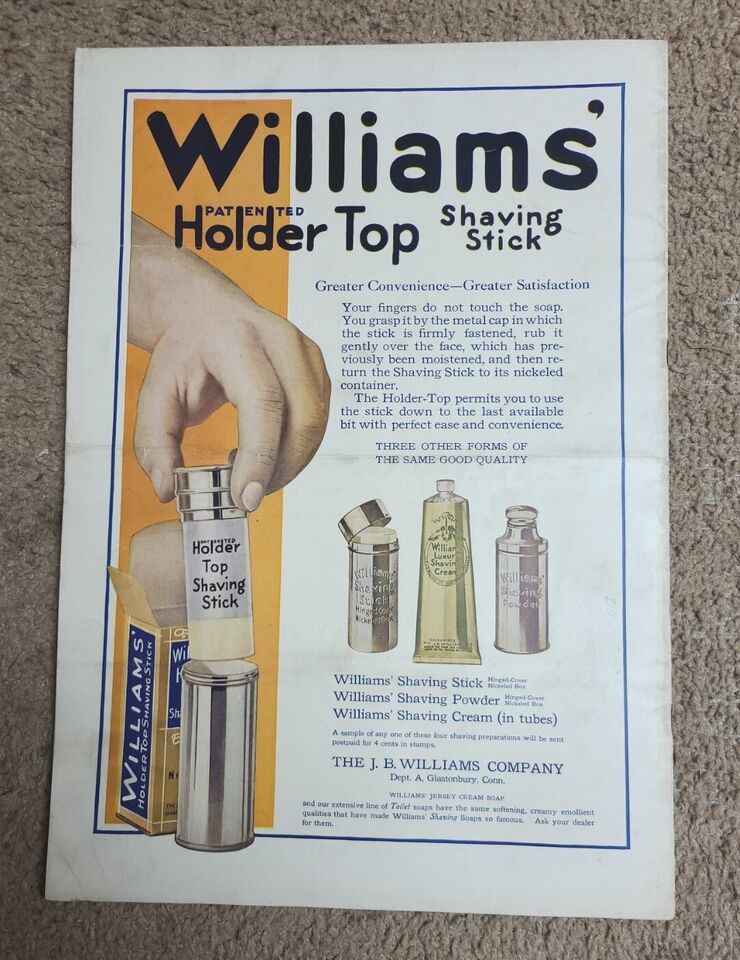 Williams'
PATENTED
Holder Top Shaving Stick
Greater Convenience—Greater Satisfaction
Your fingers do not touch the soap.
You grasp it by the metal cap in which
the stick is firmly fastened, rub it
gently over the face, which has pre-
viously been moistened, and then re-
turn the Shaving Stick to its nickeled
container.
The Holder-Top permits you to use
the stick down to the last available
bit with perfect ease and convenience.
THREE OTHER FORMS OF
THE SAME GOOD QUALITY
PATENTED
Holder
Top
Shaving
Stick
WILLIAMS'
HOLDER TOP SHAVING STICK
Williams'
Shaving
Stick
Hinged Cover
Williams
Luxury
Shaving
Cream
Williams'
Shaving
Powder
Williams' Shaving Stick Hinged-Cover Nickeled Box
Williams' Shaving Powder Hinged-Cover Nickeled Box
Williams' Shaving Cream (in tubes)
A sample of any one of these four shaving preparations will be sent
postpaid for 4 cents in stamps.
THE J. B. WILLIAMS COMPANY
Dept. A, Glastonbury, Conn.
WILLIAMS' JERSEY CREAM SOAP
and our extensive line of Toilet soaps have the same softening, creamy emollient
qualities that have made Williams' Shaving Soaps so famous. Ask your dealer
for them.